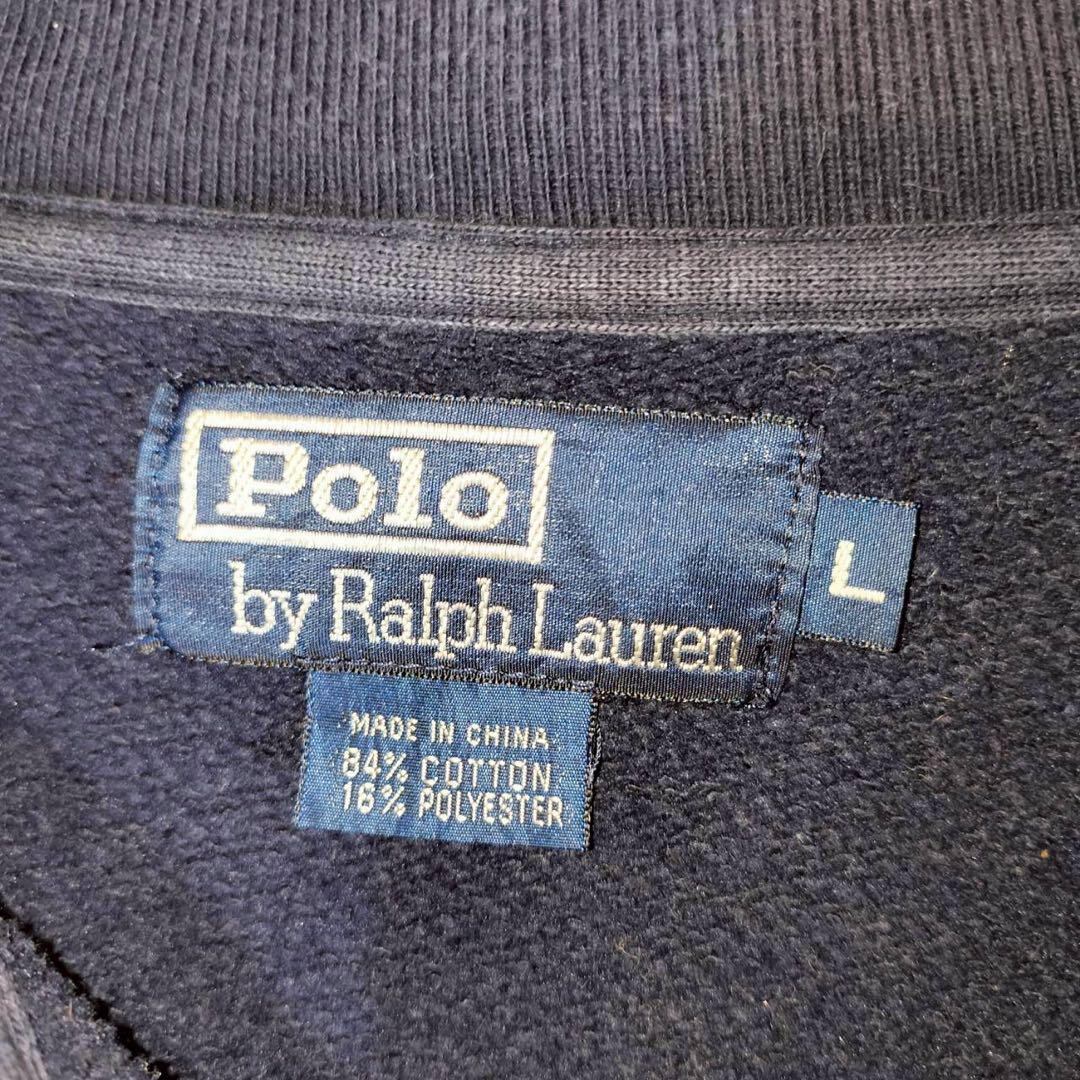 Polo
by Ralph Lauren
L
MADE IN CHINA
84% COTTON
16% POLYESTER